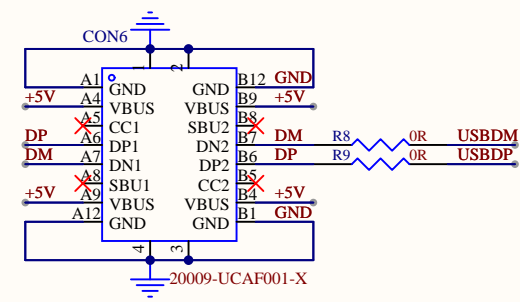 CON6
1 2
A1 GND GND B12 GND
+5V A4 VBUS VBUS B9 +5V
A5 CC1 SBU2 B8
DP A6 DP1 DN2 B7 DM R8 0R USBDM
DM A7 DN1 DP2 B6 DP R9 0R USBDP
A8 SBU1 CC2 B5
+5V A9 VBUS VBUS B4 +5V
A12 GND GND B1 GND
4 3
20009-UCAF001-X